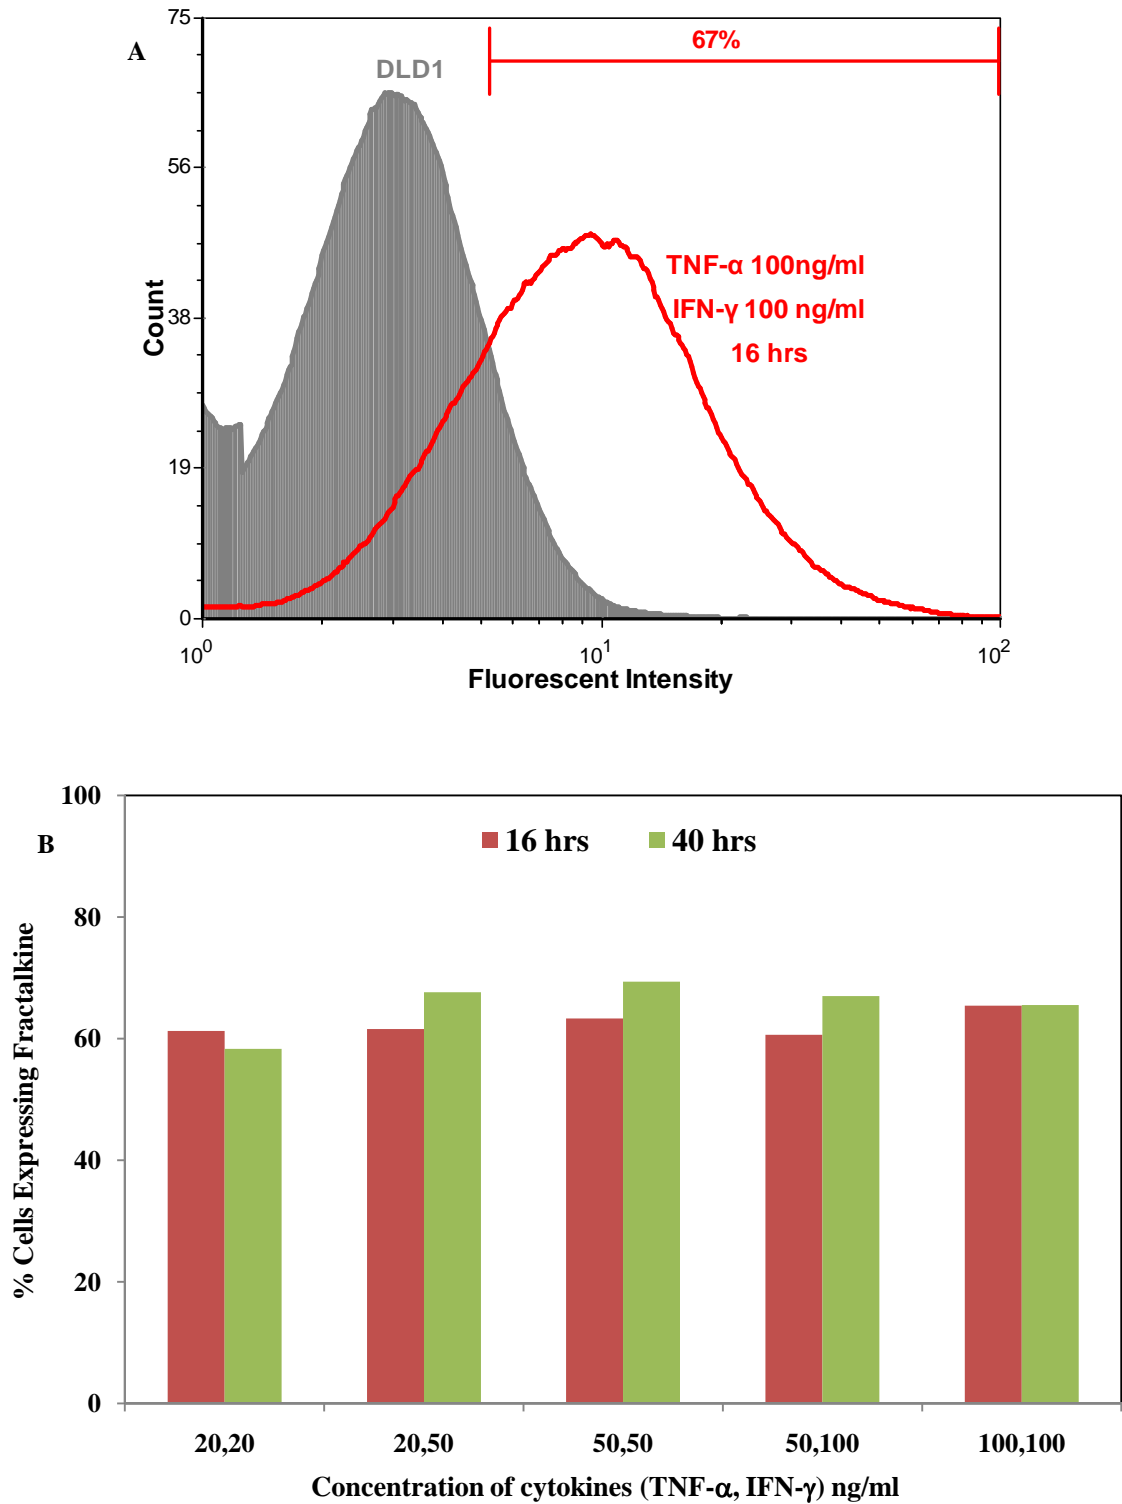 75
A
67%
DLD1
56
TNF-α 100ng/ml
IFN-γ 100 ng/ml
38
16 hrs
Count
19
0
10^0 10^1 10^2
Fluorescent Intensity
100
B
16 hrs 40 hrs
80
60
% Cells Expressing Fractalkine
40
20
0
20,20 20,50 50,50 50,100 100,100
Concentration of cytokines (TNF-α, IFN-γ) ng/ml